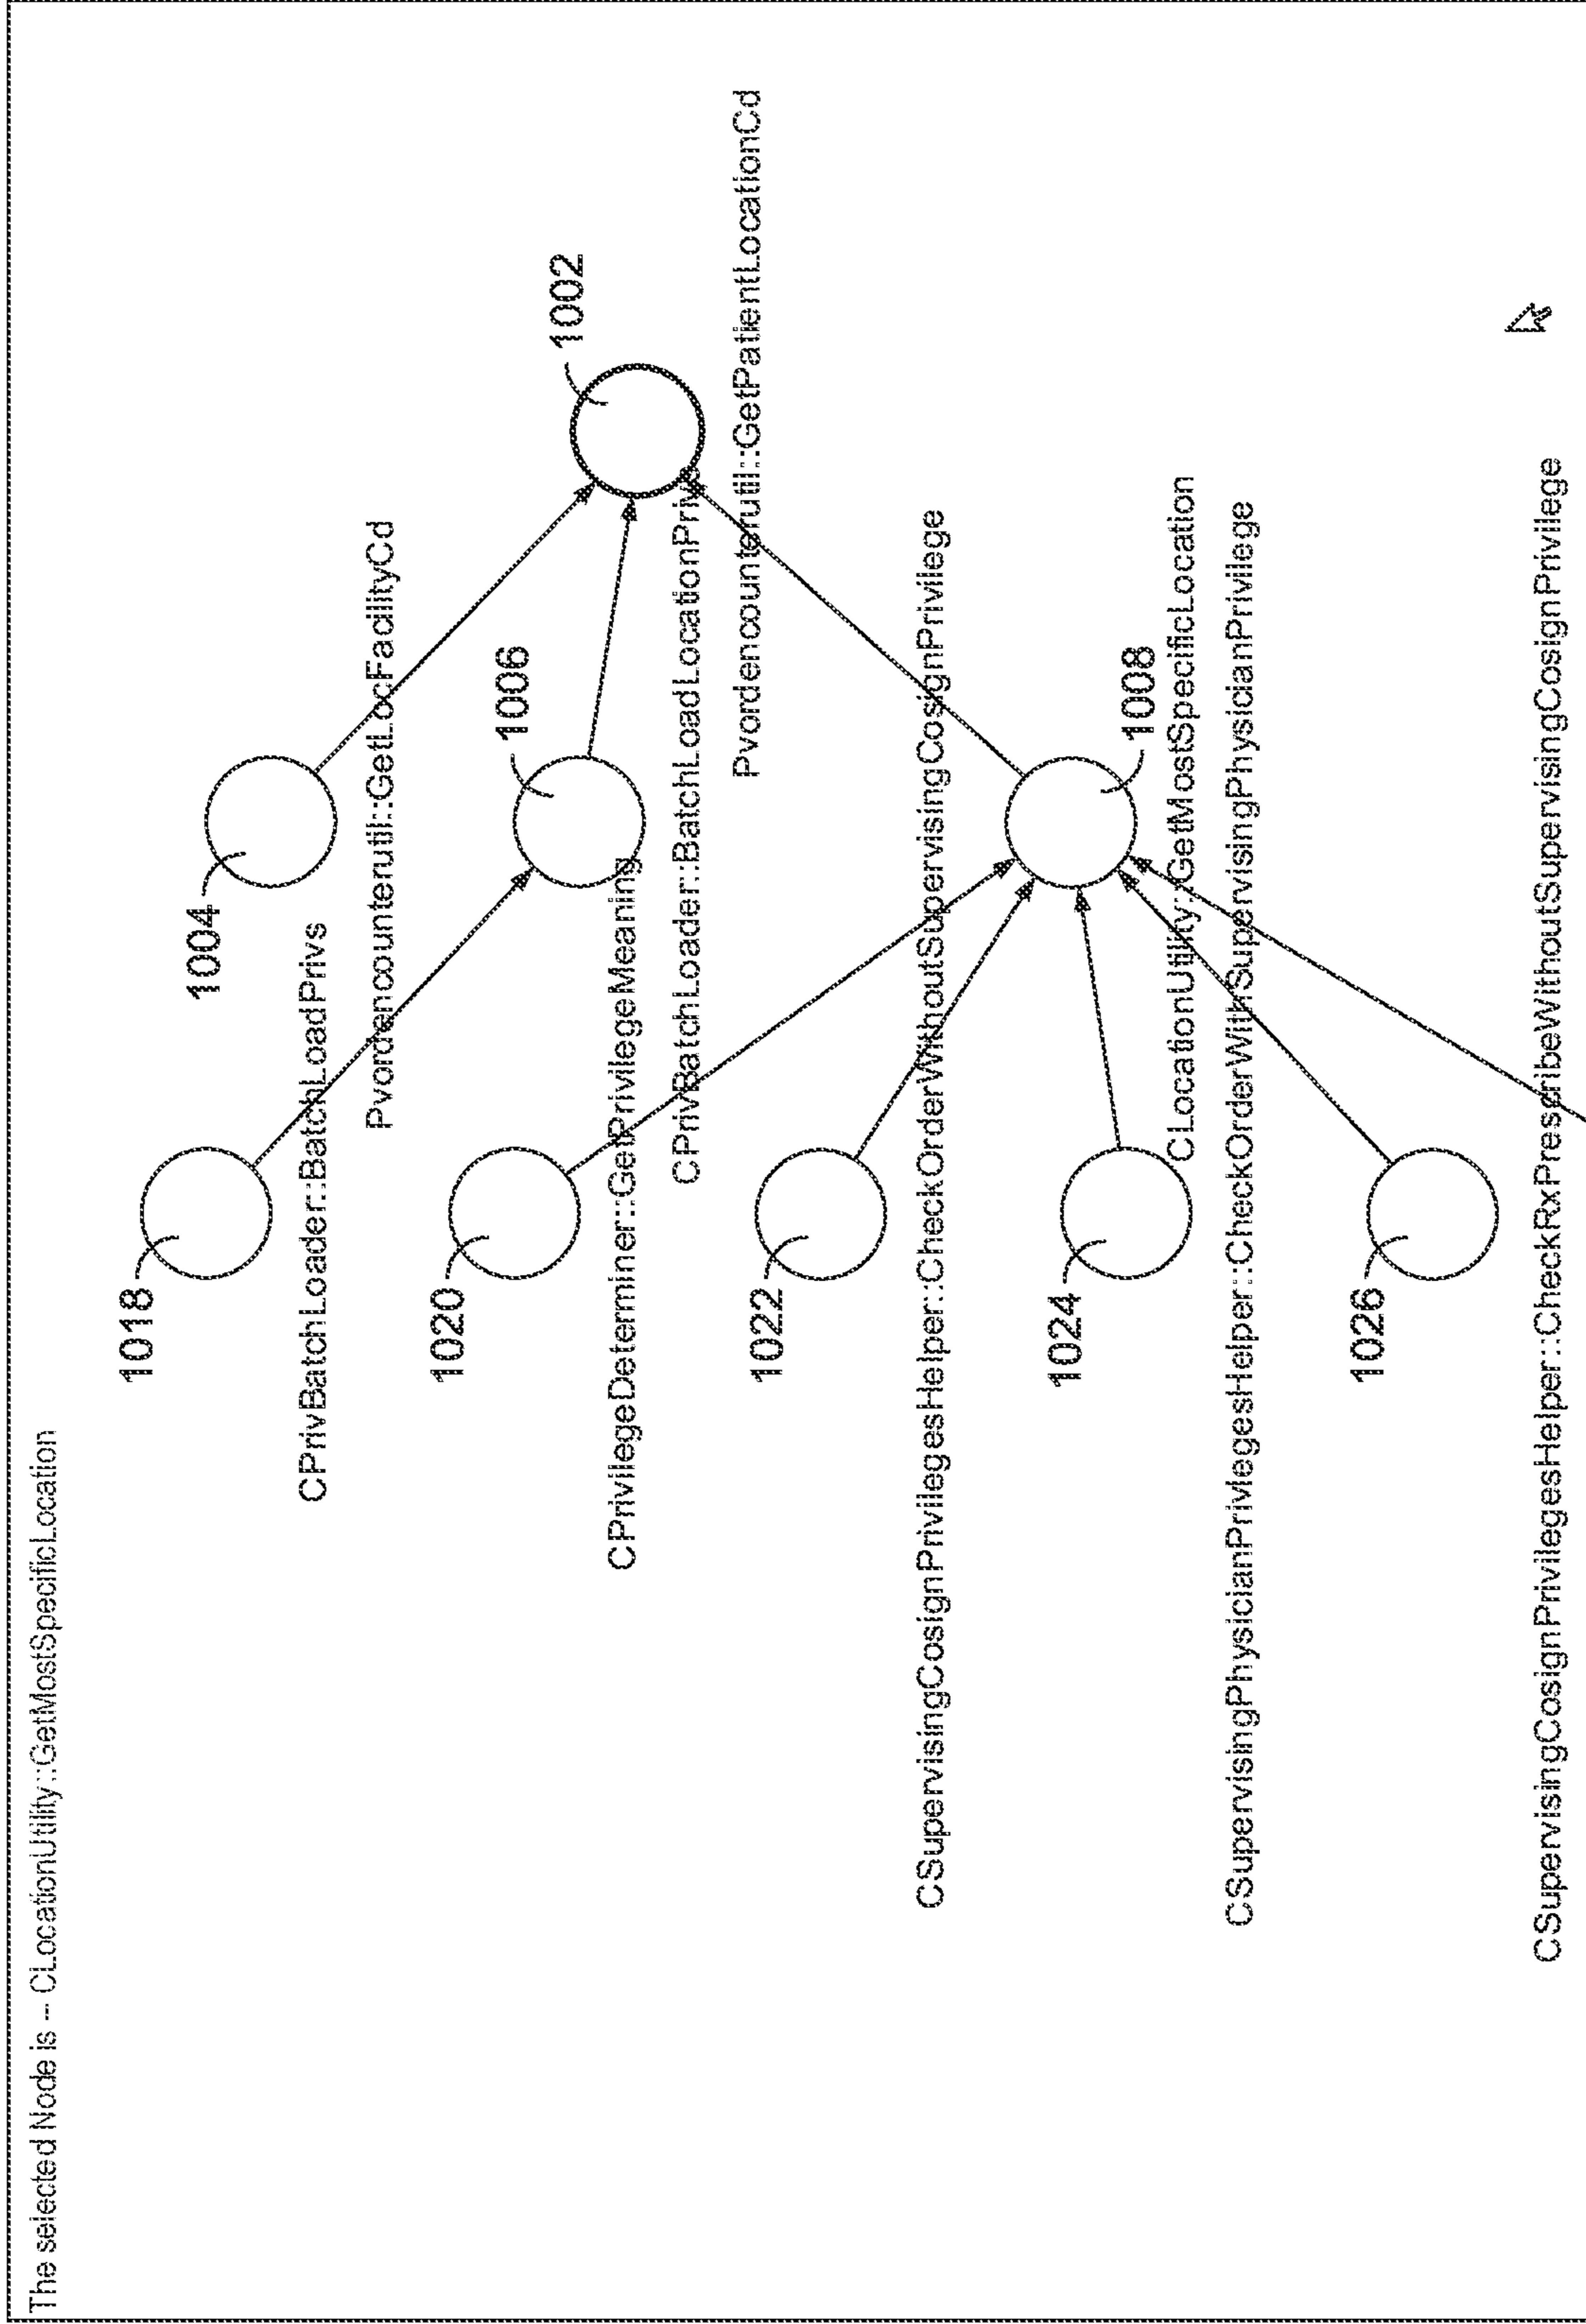 The selected Node is -- CLocationUtility::GetMostSpecificLocation
1018
CPrivBatchLoader::BatchLoadPrivs
1004
Pvordencounterutil::GetLocFacilityCd
1020
CPrivilegeDeterminer::GetPrivilegeMeaning
1006
CPrivBatchLoader::BatchLoadLocationPrivs
1002
Pvordencounterutil::GetPatientLocationCd
1022
CSupervisingCosignPrivilegesHelper::CheckOrderWithoutSupervisingCosignPrivilege
1024
1008
CLocationUtility::GetMostSpecificLocation
CSupervisingPhysicianPrivlegesHelper::CheckOrderWithSupervisingPhysicianPrivilege
1026
CSupervisingCosignPrivilegesHelper::CheckRxPrescribeWithoutSupervisingCosignPrivilege